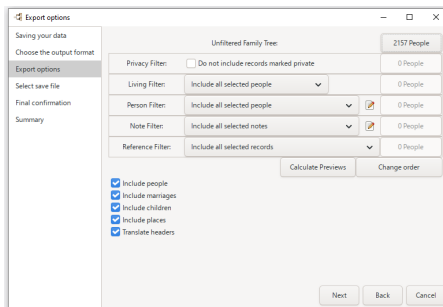 Export options
Saving your data
Choose the output format
Export options
Select save file
Final confirmation
Summary
Unfiltered Family Tree: 2157 People
Privacy Filter: Do not include records marked private 0 People
Living Filter: Include all selected people 0 People
Person Filter: Include all selected people 0 People
Note Filter: Include all selected notes 0 People
Reference Filter: Include all selected records 0 People
Calculate Previews Change order
Include people
Include marriages
Include children
Include places
Translate headers
Next Back Cancel